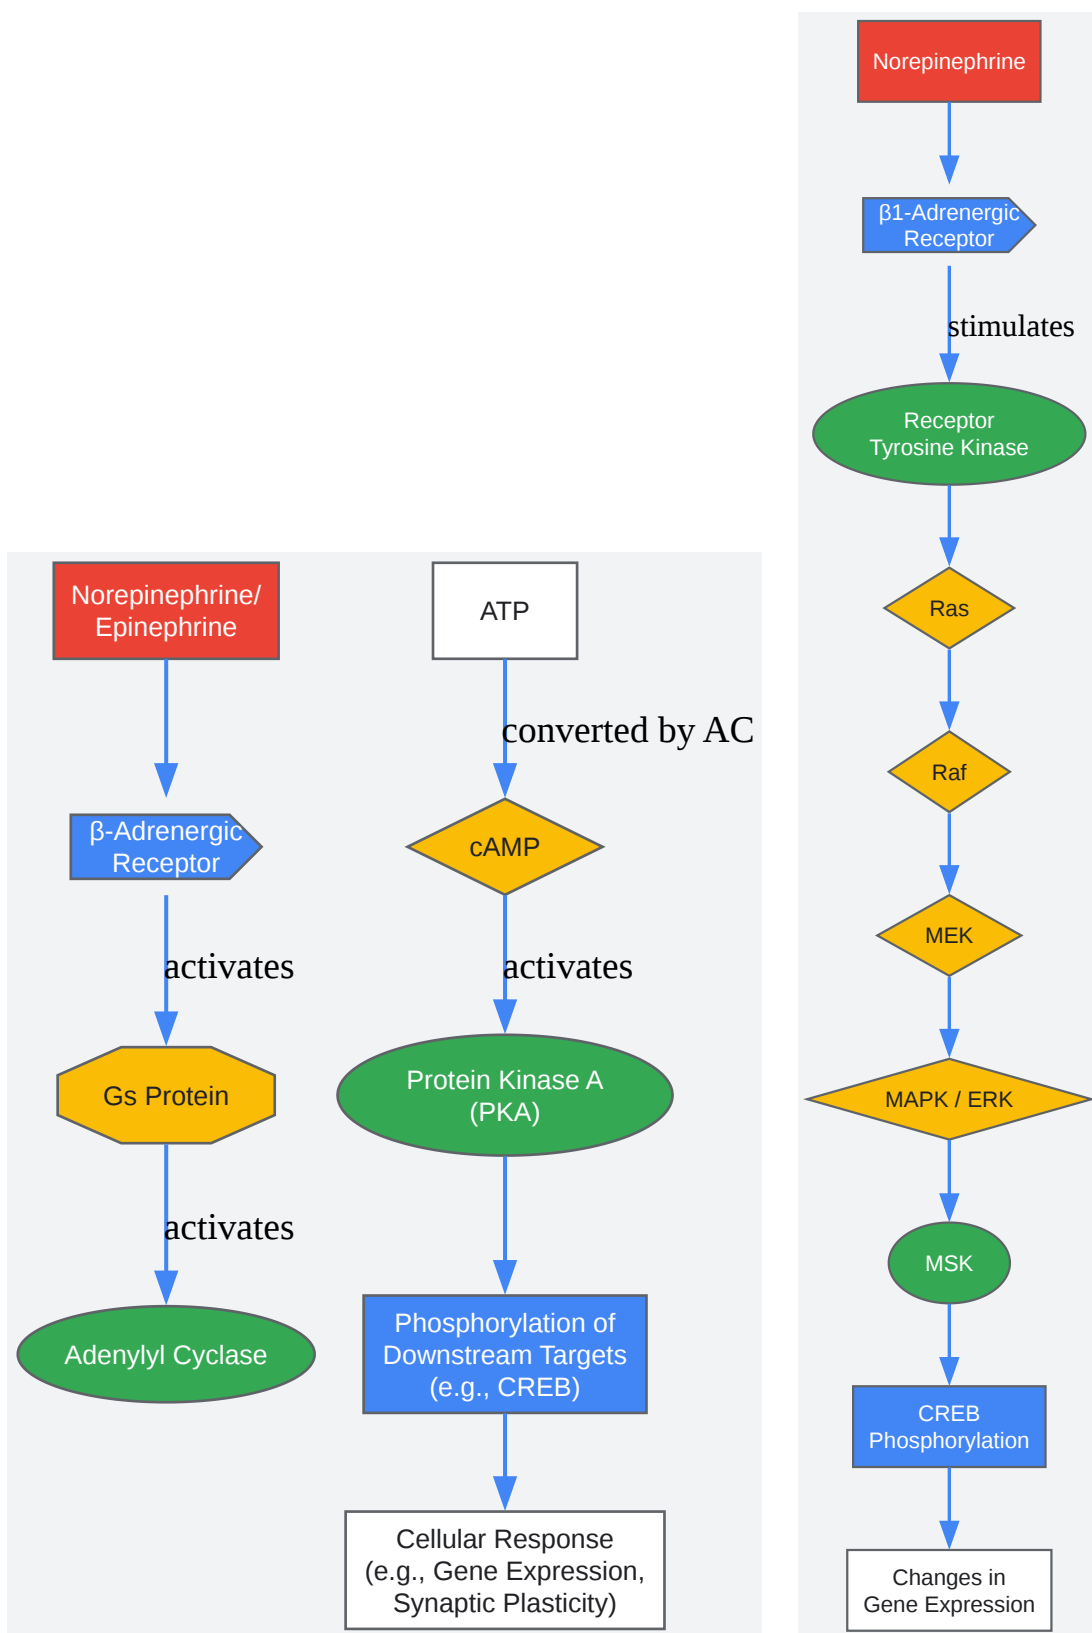 Norepinephrine/
Epinephrine
β-Adrenergic
Receptor
activates
Gs Protein
activates
Adenylyl Cyclase
ATP
converted by AC
cAMP
activates
Protein Kinase A
(PKA)
Phosphorylation of
Downstream Targets
(e.g., CREB)
Cellular Response
(e.g., Gene Expression,
Synaptic Plasticity)
Norepinephrine
β1-Adrenergic
Receptor
stimulates
Receptor
Tyrosine Kinase
Ras
Raf
MEK
MAPK / ERK
MSK
CREB
Phosphorylation
Changes in
Gene Expression